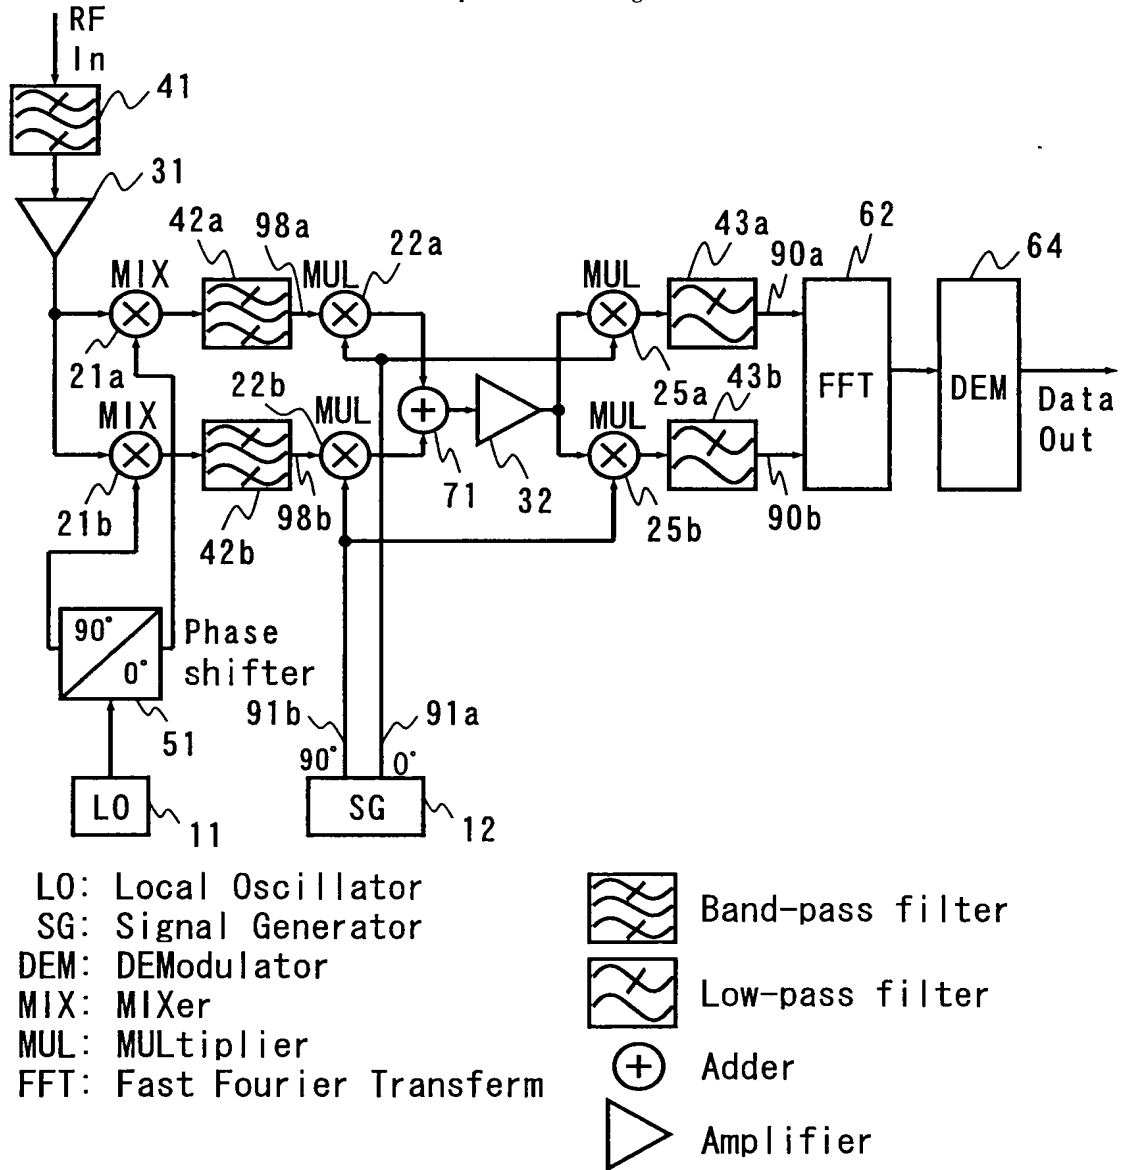 RF
In
41
31
42a
98a
22a
43a
90a
62
64
MIX
MUL
MUL
21a
22b
25a
43b
FFT
DEM
Data
Out
MIX
MUL
MUL
21b
42b
98b
71
32
25b
90b
90°
0°
Phase
shifter
51
91b
91a
90°
0°
LO
11
SG
12
LO: Local Oscillator
SG: Signal Generator
DEM: DEModulator
MIX: MIXer
MUL: MULtiplier
FFT: Fast Fourier Transferm
Band-pass filter
Low-pass filter
Adder
Amplifier